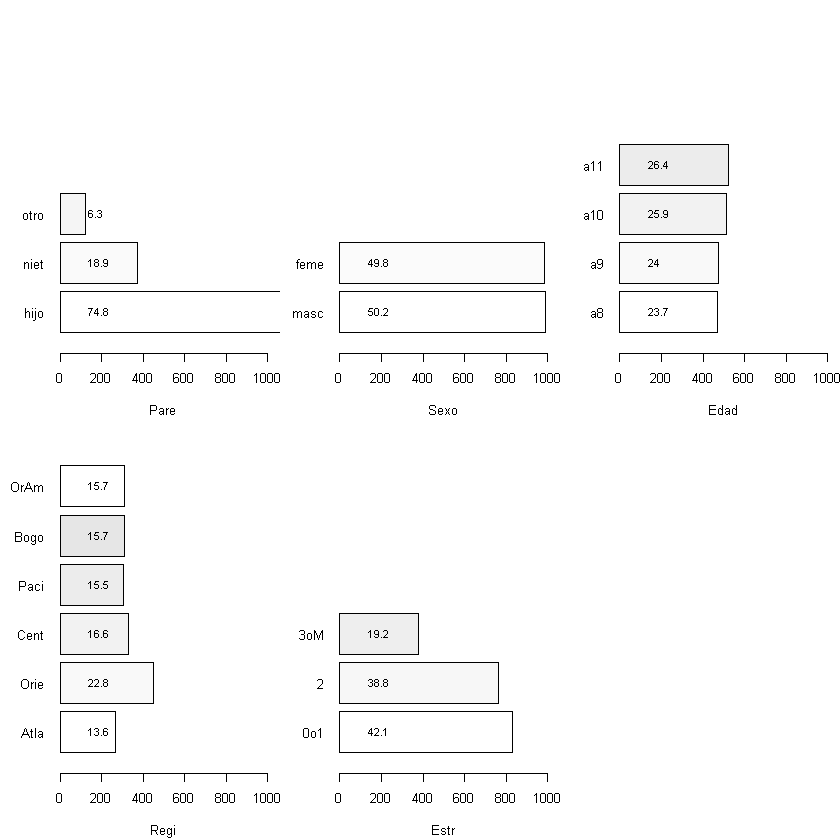 otro 6.3
niet 18.9
hijo 74.8
0 200 400 600 800 1000
Pare
feme 49.8
masc 50.2
0 200 400 600 800 1000
Sexo
a11 26.4
a10 25.9
a9 24
a8 23.7
0 200 400 600 800 1000
Edad
OrAm 15.7
Bogo 15.7
Paci 15.5
Cent 16.6
Orie 22.8
Atla 13.6
0 200 400 600 800 1000
Regi
3oM 19.2
2 38.8
0o1 42.1
0 200 400 600 800 1000
Estr